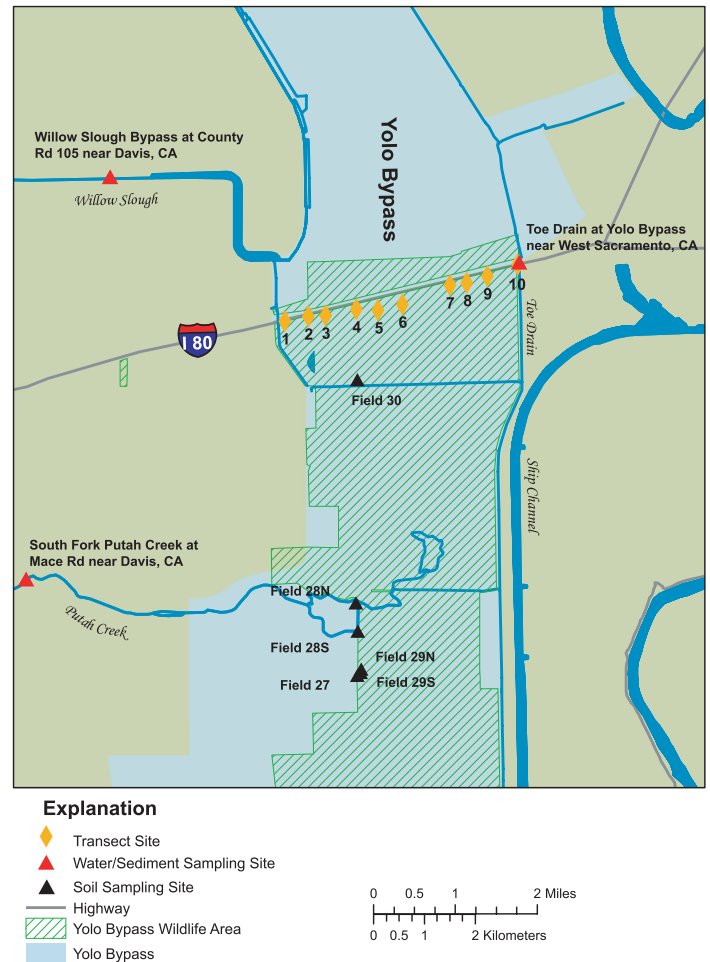 Willow Slough Bypass at County
Rd 105 near Davis, CA
Willow Slough
Yolo Bypass
Toe Drain at Yolo Bypass
near West Sacramento, CA
1
2
3
4
5
6
7
8
9
10
Toe Drain
I 80
Field 30
Ship Channel
South Fork Putah Creek at
Mace Rd near Davis, CA
Putah Creek
Field 28N
Field 28S
Field 29N
Field 27
Field 29S
Explanation
Transect Site
Water/Sediment Sampling Site
Soil Sampling Site
Highway
Yolo Bypass Wildlife Area
Yolo Bypass
0 0.5 1 2 Miles
0 0.5 1 2 Kilometers